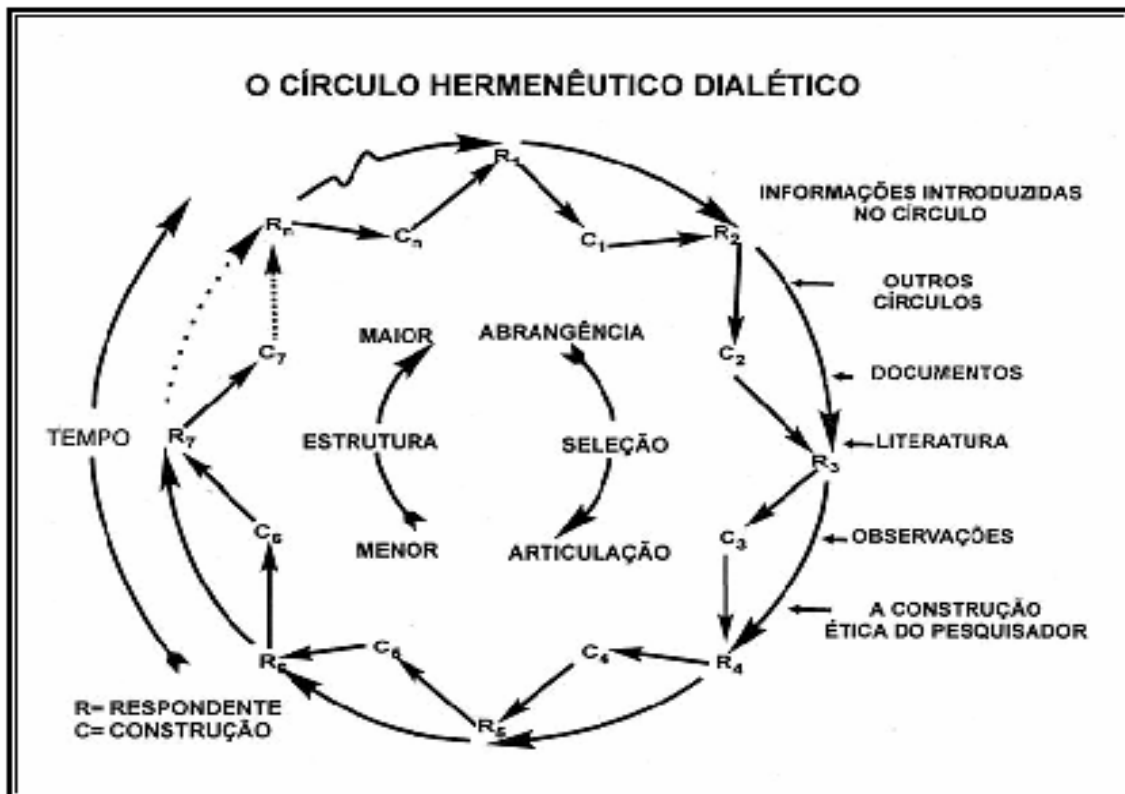 O CÍRCULO HERMENÊUTICO DIALÉTICO
R1
INFORMAÇÕES INTRODUZIDAS
NO CÍRCULO
Rn
Cn
C1
R2
OUTROS
CÍRCULOS
MAIOR
ABRANGÊNCIA
C7
C2
DOCUMENTOS
TEMPO
R7
ESTRUTURA
SELEÇÃO
R3
LITERATURA
C6
MENOR
ARTICULAÇÃO
C3
OBSERVAÇÕES
A CONSTRUÇÃO
ÉTICA DO PESQUISADOR
R6
C4
R4
R= RESPONDENTE
C= CONSTRUÇÃO
R5